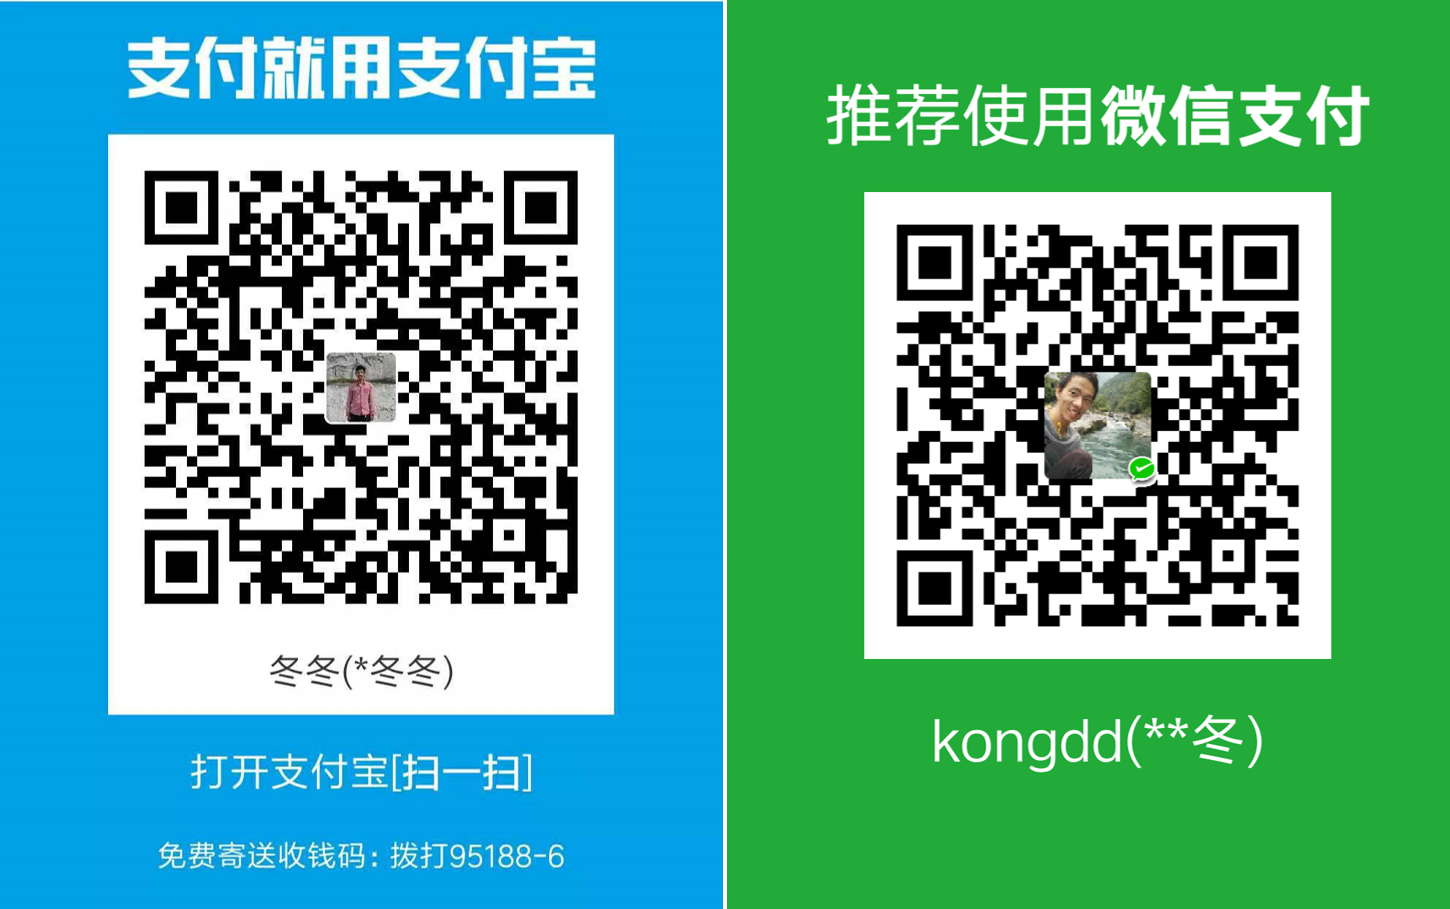 支付就用支付宝
冬冬(*冬冬)
打开支付宝[扫一扫]
免费寄送收钱码：拨打95188-6
推荐使用微信支付
kongdd(**冬)